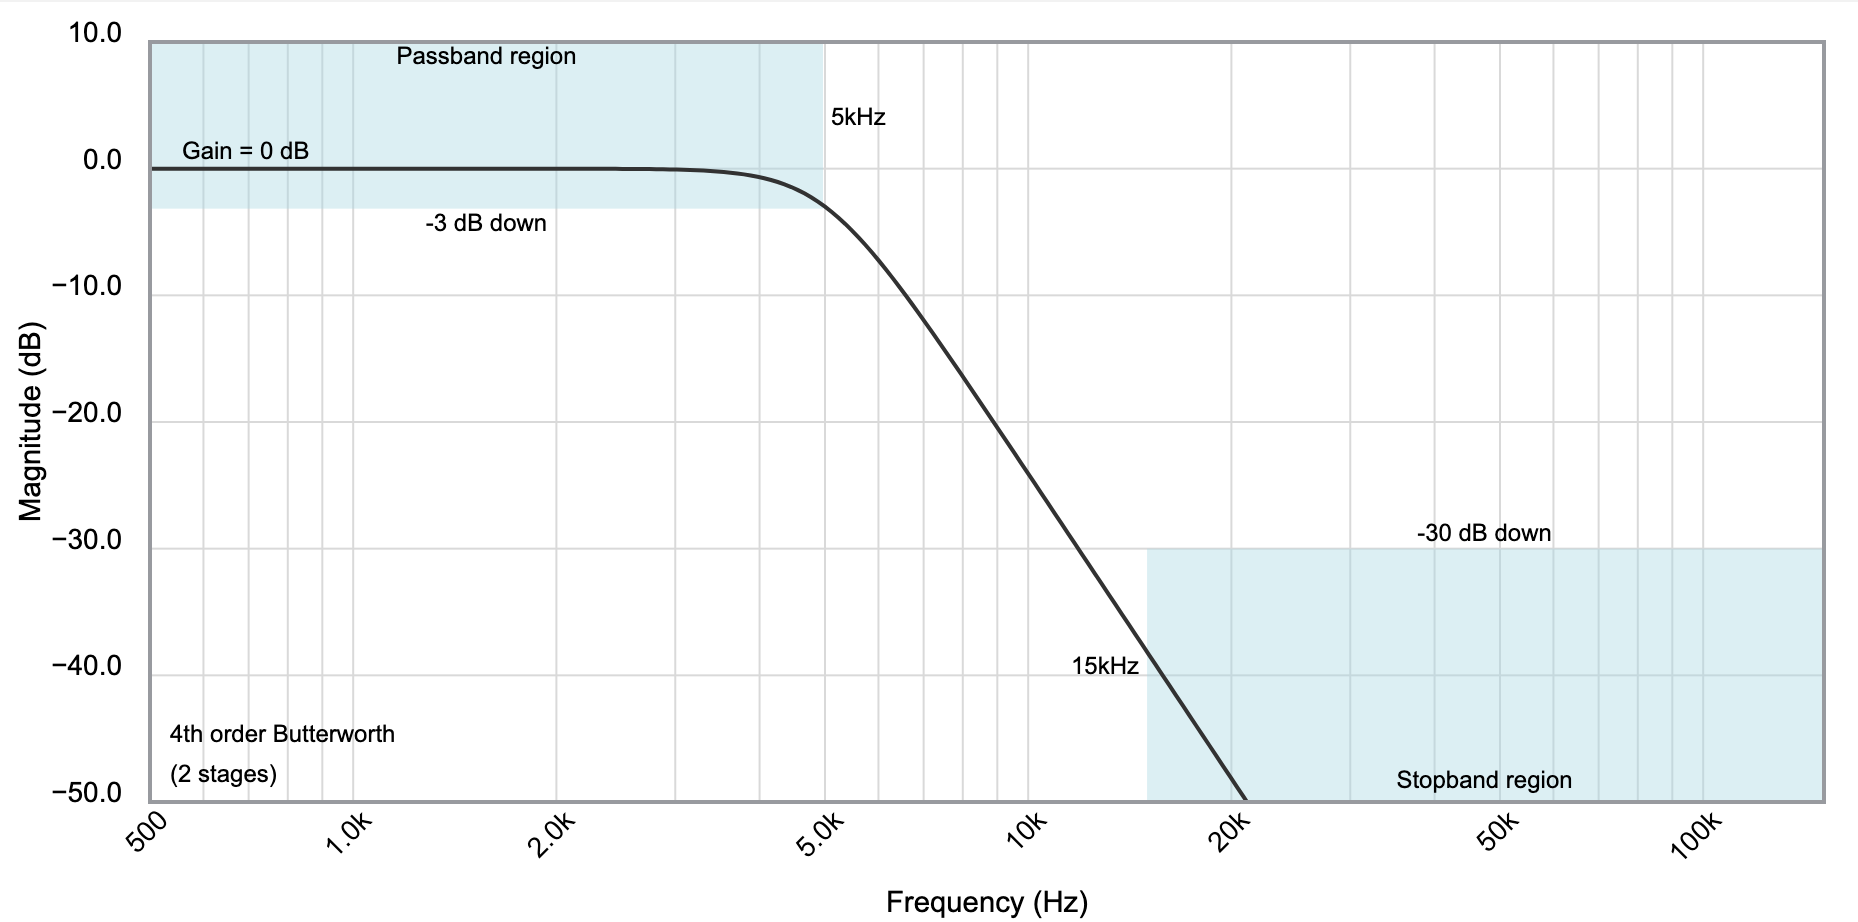 10.0
Passband region
5kHz
Gain = 0 dB
0.0
-3 dB down
−10.0
Magnitude (dB)
−20.0
-30 dB down
−30.0
15kHz
−40.0
4th order Butterworth
(2 stages)
Stopband region
−50.0
500
1.0k
2.0k
5.0k
10k
20k
50k
100k
Frequency (Hz)